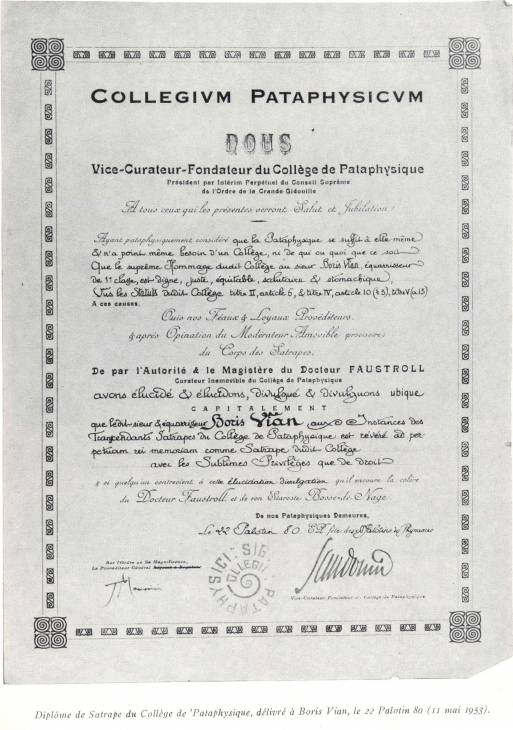 COLLEGIVM PATAPHYSICVM
NOUS
Vice-Curateur-Fondateur du Collège de Pataphysique
Président par Intérim Perpétuel du Conseil Suprême
de l'Ordre de la Grande Gidouille
A tous ceux qui les présentes verront, Salut et Jubilation !
Ayant pataphysiquement considéré que la Pataphysique se suffit à elle-même
& n'a point même besoin d'un Collège, ni de qui ou quoi que ce soit
Que le suprême Hommage dudit Collège au sieur Boris Vian, équarrisseur
de 1re classe, est digne, juste, équitable, salutaire & stomachique,
Vus les Statuts dudit Collège titre II, article 6, & titre IV, article 10
A ces causes,
Ouïs nos Féaux & Loyaux Provéditeurs,
& après Opination du Modérateur Amovible
du Corps des Satrapes,
De par l'Autorité & le Magistère du Docteur FAUSTROLL
Curateur Inamovible du Collège de Pataphysique
avons élucidé & élucidons, divulgué & divulguons ubique
CAPITALEMENT
que ledit sieur & équarrisseur Boris Vian, aux Instances des
Transcendants Satrapes du Collège de Pataphysique est révéré ad per
petuam rei memoriam comme Satrape dudit Collège
avec les Sublimes Privilèges que de droit
& si quelqu'un contrevient à cette élucidation divulgation qu'il encoure la colère
du Docteur Faustroll et de son Bosse-de-Nage
De nos Pataphysiques Demeures,
Le 22 Palotin 80 E.P. fête des
Sur l'Ordre de Sa Magnificence,
Le Provéditeur Général
SIG COLLEGII PATAPHYSICI
Sandomir
Vice-Curateur-Fondateur du Collège de Pataphysique
Diplôme de Satrape du Collège de 'Pataphysique, délivré à Boris Vian, le 22 Palotin 80 (11 mai 1953).